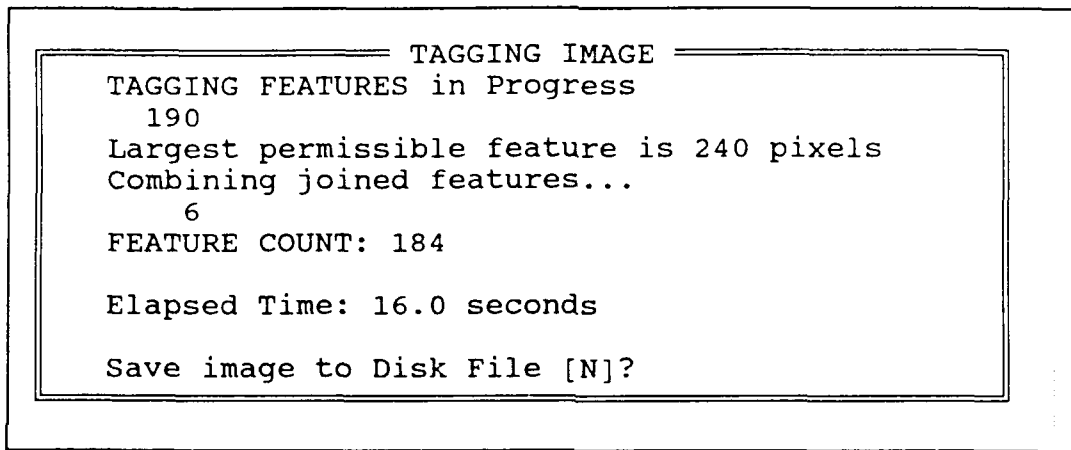 TAGGING IMAGE
TAGGING FEATURES in Progress
190
Largest permissible feature is 240 pixels
Combining joined features...
6
FEATURE COUNT: 184
Elapsed Time: 16.0 seconds
Save image to Disk File [N]?